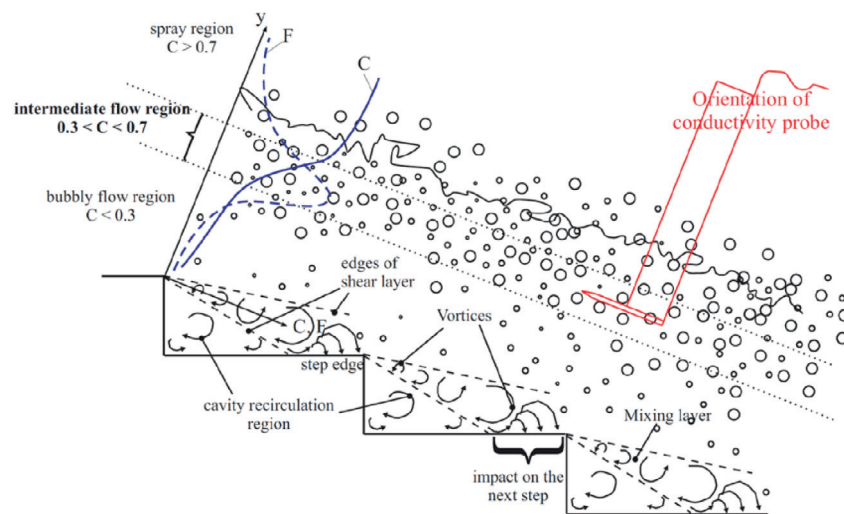 y
spray region
C > 0.7
F
C
intermediate flow region
0.3 < C < 0.7
Orientation of
conductivity probe
bubbly flow region
C < 0.3
edges of
shear layer
C, F
step edge
Vortices
cavity recirculation
region
Mixing layer
impact on the
next step